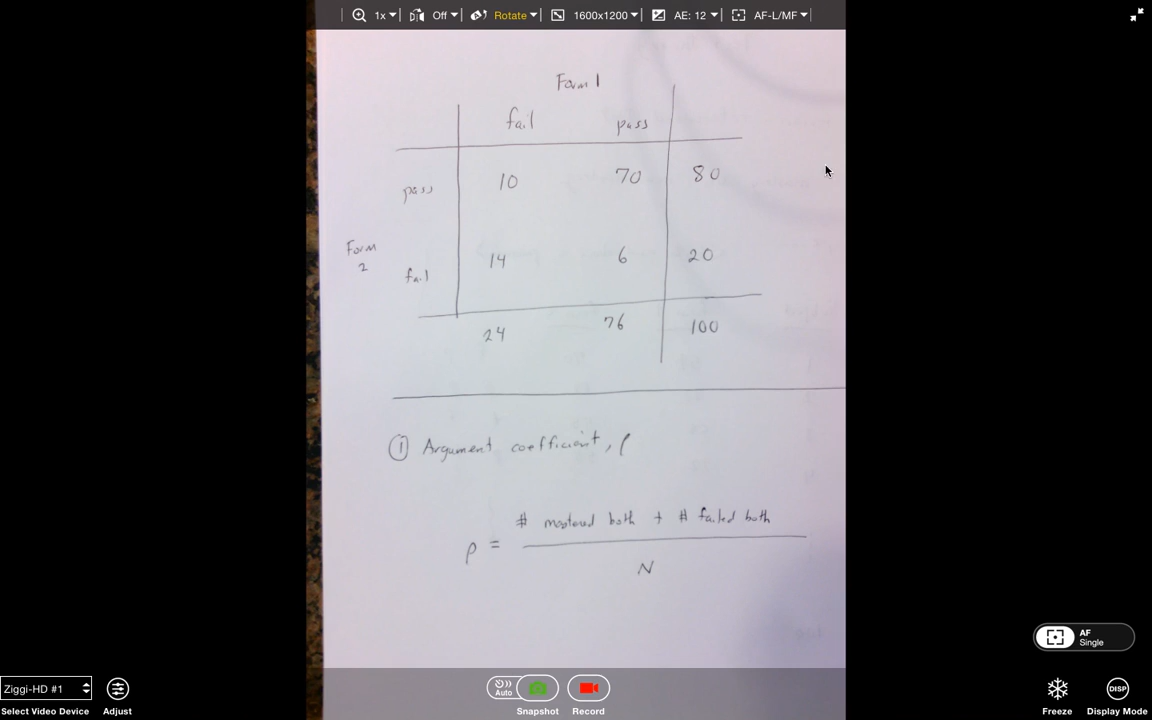 1x Off Rotate 1600x1200 AE: 12 AF-L/MF
Form 1
fail pass
pass 10 70 80
Form 2
fail 14 6 20
24 76 100
① Argument coefficient, ρ
# mastered both + # failed both
ρ =
N
AF
Single
Ziggi-HD #1
Auto
Select Video Device Adjust Snapshot Record Freeze Display Mode
DISP